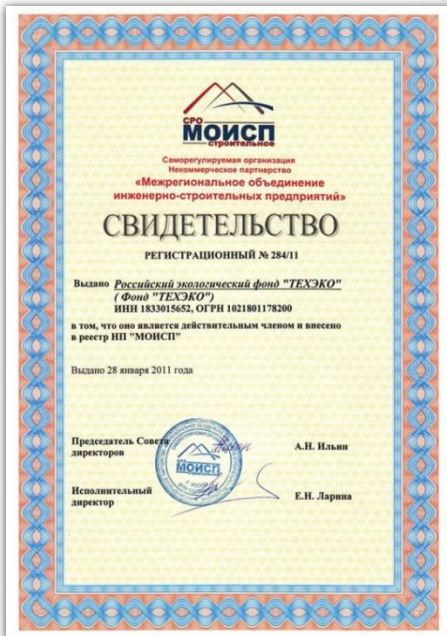 СРО
МОИСП
строительное
Саморегулируемая организация
Некоммерческое партнерство
«Межрегиональное объединение
инженерно-строительных предприятий»
СВИДЕТЕЛЬСТВО
РЕГИСТРАЦИОННЫЙ № 284/11
Выдано Российский экологический фонд "ТЕХЭКО"
( Фонд "ТЕХЭКО")
ИНН 1833015652, ОГРН 1021801178200
в том, что оно является действительным членом и внесено
в реестр НП "МОИСП"
Выдано 28 января 2011 года
Председатель Совета
директоров
А.Н. Ильин
МОИСП
Исполнительный
директор
Е.Н. Ларина